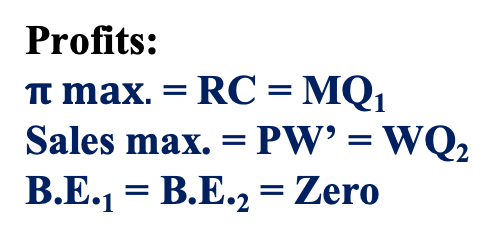 Profits:
π max. = RC = MQ₁
Sales max. = PW’ = WQ₂
B.E.₁ = B.E.₂ = Zero